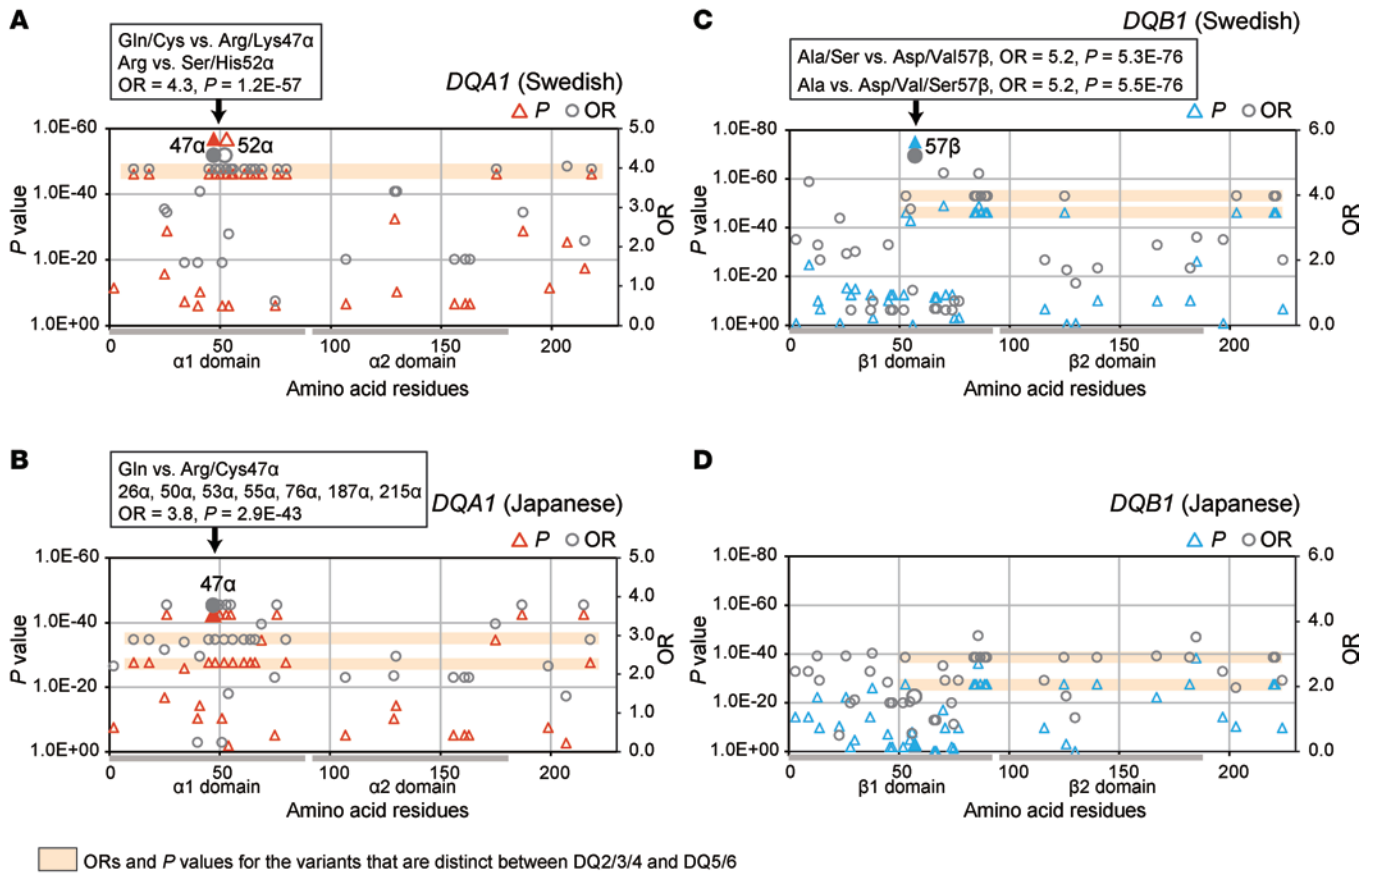 A
Gln/Cys vs. Arg/Lys47α
Arg vs. Ser/His52α
OR = 4.3, P = 1.2E-57
DQA1 (Swedish)
P OR
1.0E-60
1.0E-40
1.0E-20
1.0E+00
P value
47α 52α
5.0
4.0
3.0
2.0
1.0
0.0
OR
0 50 100 150 200
α1 domain α2 domain
Amino acid residues
B
Gln vs. Arg/Cys47α
26α, 50α, 53α, 55α, 76α, 187α, 215α
OR = 3.8, P = 2.9E-43
DQA1 (Japanese)
P OR
1.0E-60
1.0E-40
1.0E-20
1.0E+00
P value
47α
5.0
4.0
3.0
2.0
1.0
0.0
OR
0 50 100 150 200
α1 domain α2 domain
Amino acid residues
C
DQB1 (Swedish)
Ala/Ser vs. Asp/Val57β, OR = 5.2, P = 5.3E-76
Ala vs. Asp/Val/Ser57β, OR = 5.2, P = 5.5E-76
P OR
1.0E-80
1.0E-60
1.0E-40
1.0E-20
1.0E+00
P value
57β
6.0
4.0
2.0
0.0
OR
0 50 100 150 200
β1 domain β2 domain
Amino acid residues
D
DQB1 (Japanese)
P OR
1.0E-80
1.0E-60
1.0E-40
1.0E-20
1.0E+00
P value
6.0
4.0
2.0
0.0
OR
0 50 100 150 200
β1 domain β2 domain
Amino acid residues
ORs and P values for the variants that are distinct between DQ2/3/4 and DQ5/6